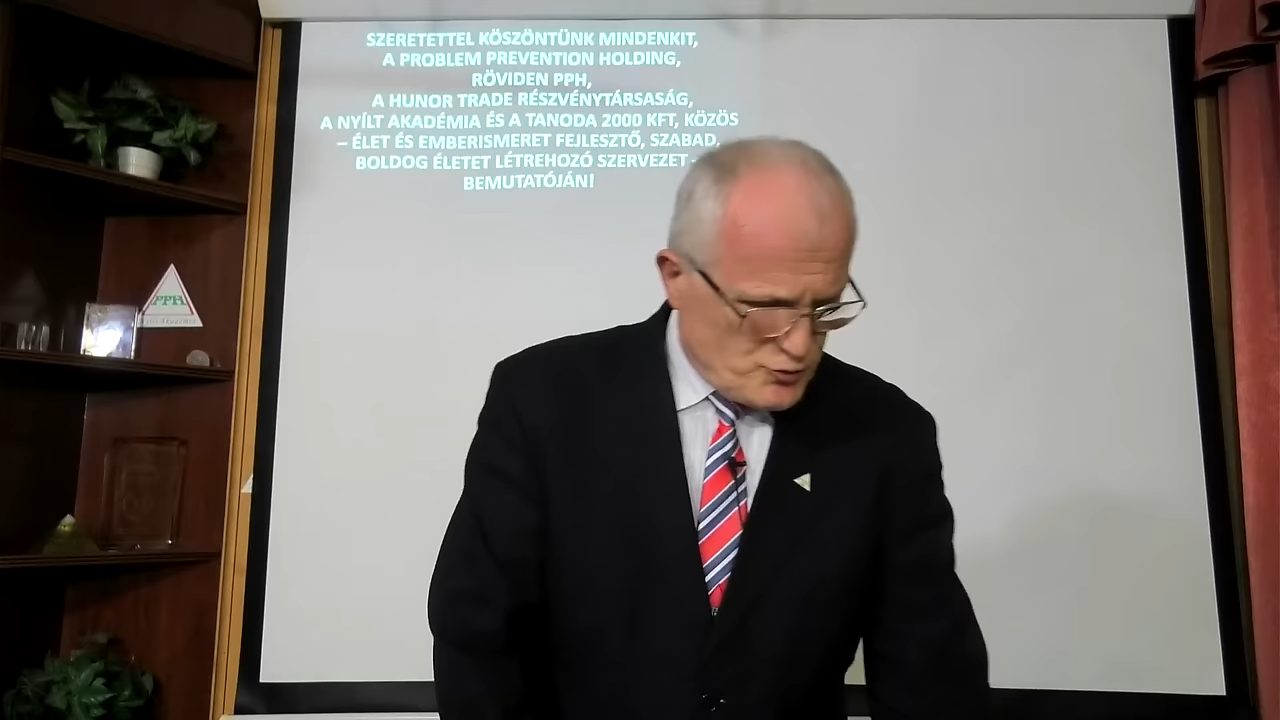 SZERETETTEL KÖSZÖNTÜNK MINDENKIT,
A PROBLEM PREVENTION HOLDING,
RÖVIDEN PPH,
A HUNOR TRADE RÉSZVÉNYTÁRSASÁG,
A NYÍLT AKADÉMIA ÉS A TANODA 2000 KFT, KÖZÖS
– ÉLET ÉS EMBERISMERET FEJLESZTŐ, SZABAD,
BOLDOG ÉLETET LÉTREHOZÓ SZERVEZET -
BEMUTATÓJÁN!
PPH